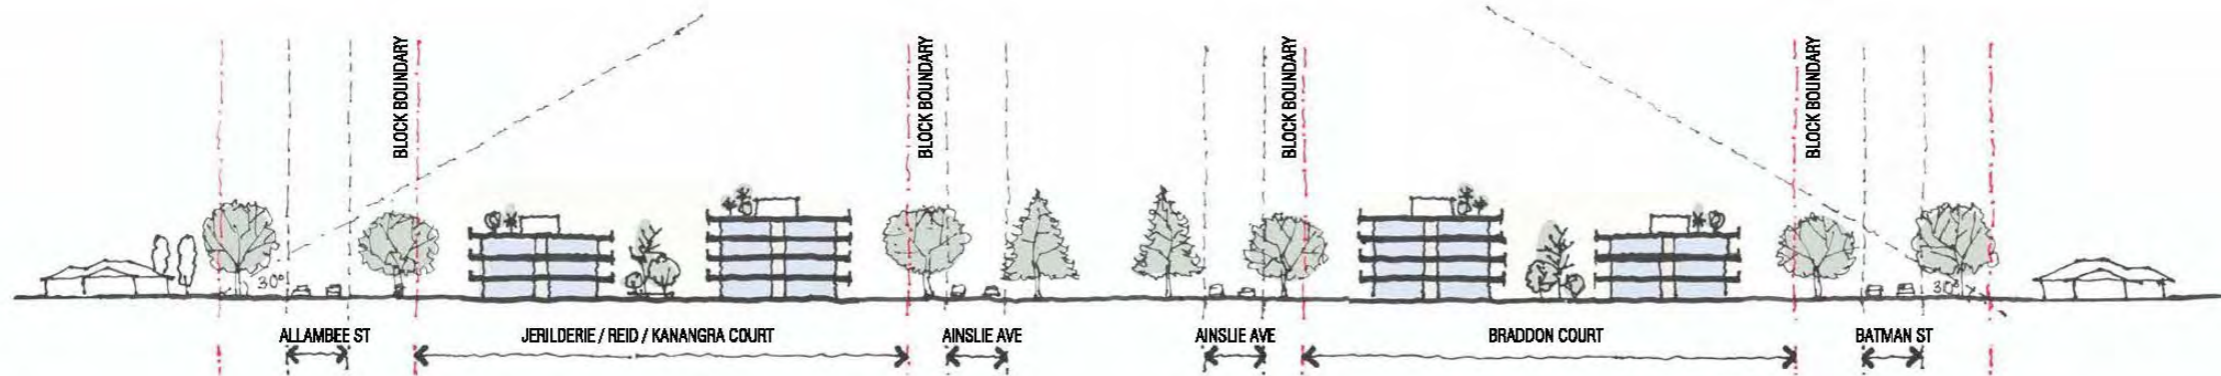 BLOCK BOUNDARY
BLOCK BOUNDARY
BLOCK BOUNDARY
BLOCK BOUNDARY
30°
30°
ALLAMBEE ST
JERILDERIE / REID / KANANGRA COURT
AINSLIE AVE
AINSLIE AVE
BRADDON COURT
BATMAN ST